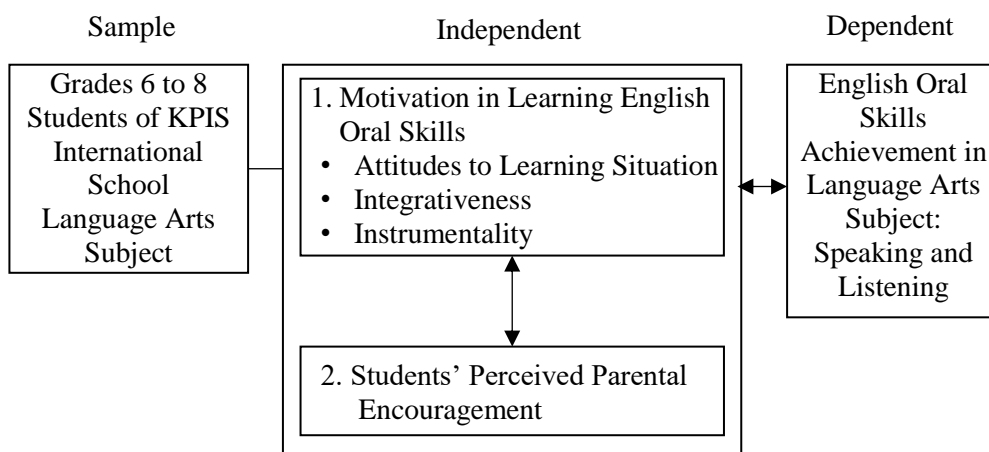 Sample
Independent
Dependent
Grades 6 to 8
Students of KPIS
International
School
Language Arts
Subject
1. Motivation in Learning English
Oral Skills
• Attitudes to Learning Situation
• Integrativeness
• Instrumentality
2. Students’ Perceived Parental
Encouragement
English Oral
Skills
Achievement in
Language Arts
Subject:
Speaking and
Listening